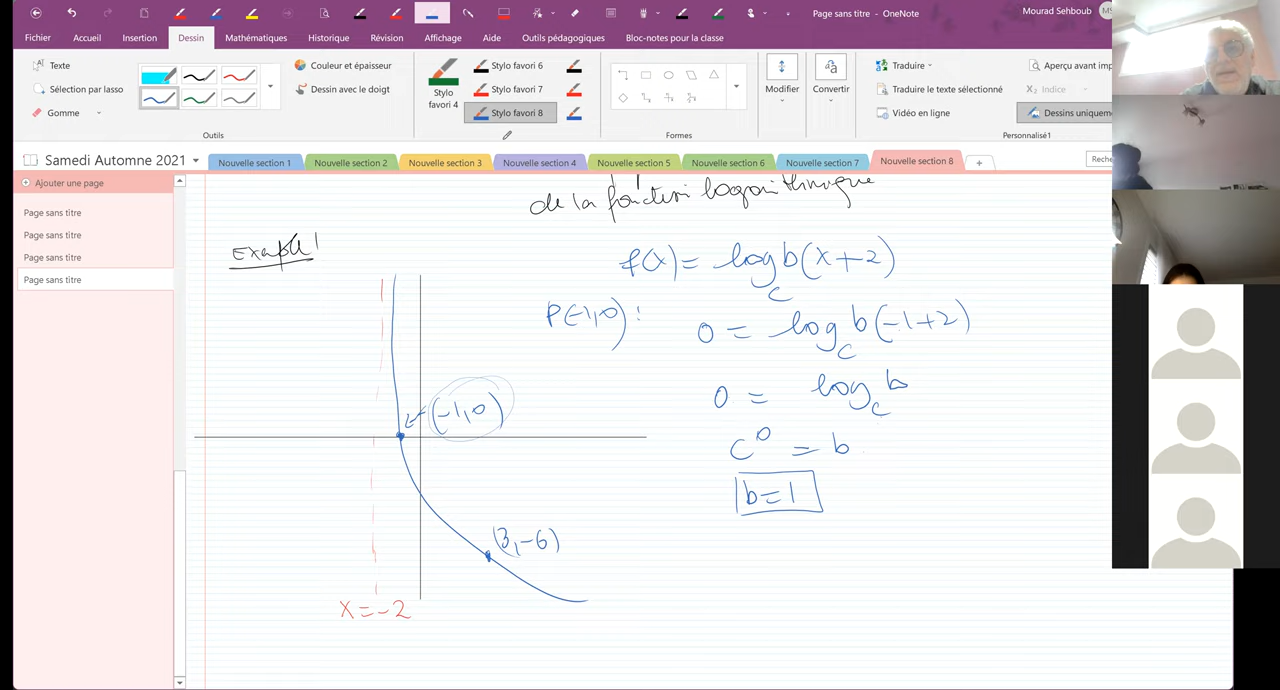 Page sans titre - OneNote
Mourad Sehboub
Fichier Accueil Insertion Dessin Mathématiques Historique Révision Affichage Aide Outils pédagogiques Bloc-notes pour la classe
Texte
Sélection par lasso
Gomme
Outils
Couleur et épaisseur
Dessin avec le doigt
Stylo favori 4
Stylo favori 6
Stylo favori 7
Stylo favori 8
Formes
Modifier
Convertir
Traduire
Traduire le texte sélectionné
Vidéo en ligne
Aperçu avant imp
Indice
Dessins uniqueme
Personnalisé1
Samedi Automne 2021
Nouvelle section 1 Nouvelle section 2 Nouvelle section 3 Nouvelle section 4 Nouvelle section 5 Nouvelle section 6 Nouvelle section 7 Nouvelle section 8
Reche
Ajouter une page
Page sans titre
Page sans titre
Page sans titre
Page sans titre
de la fonction logarithmique
Exemple!
f(x) = log_c b(x+2)
P(-1,0): 0 = log_c b(-1+2)
0 = log_c b
c^0 = b
b=1
(-1,0)
(3,-6)
x=-2